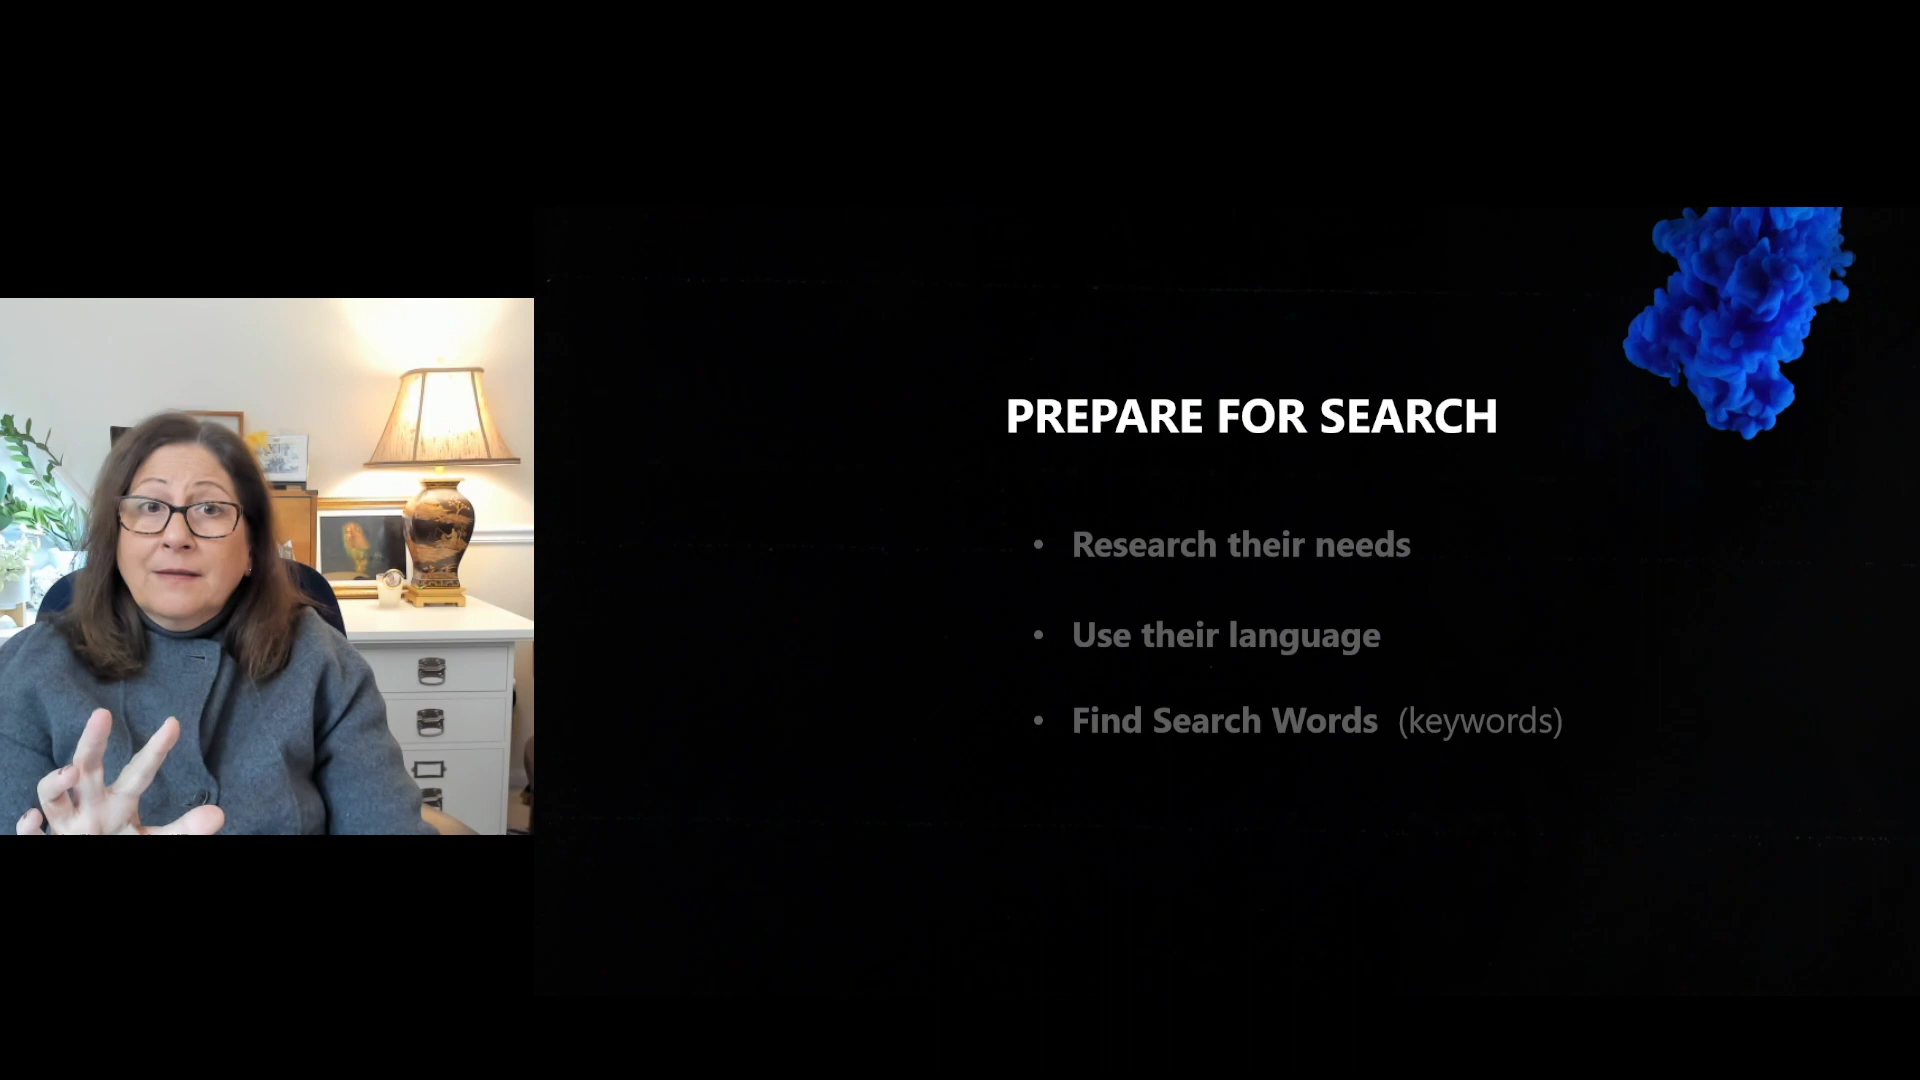 PREPARE FOR SEARCH
• Research their needs
• Use their language
• Find Search Words (keywords)